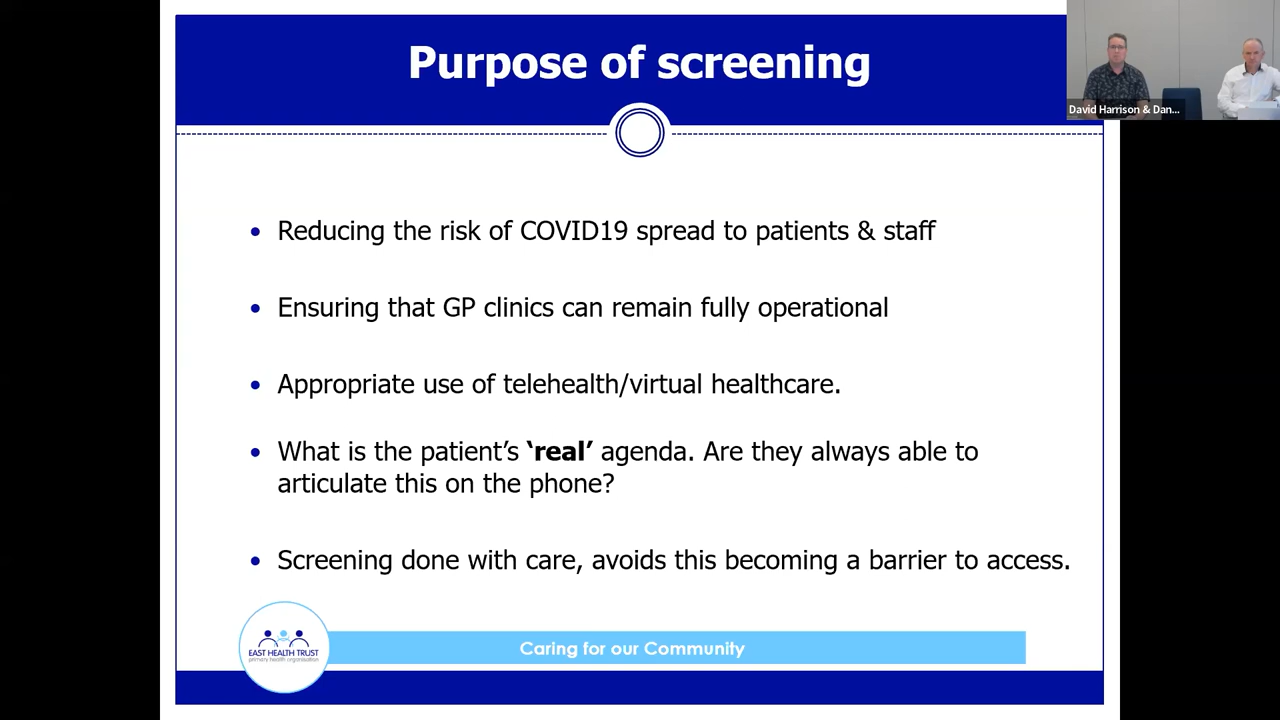 Purpose of screening
David Harrison & Dan...
• Reducing the risk of COVID19 spread to patients & staff
• Ensuring that GP clinics can remain fully operational
• Appropriate use of telehealth/virtual healthcare.
• What is the patient’s ‘real’ agenda. Are they always able to
articulate this on the phone?
• Screening done with care, avoids this becoming a barrier to access.
EAST HEALTH TRUST
primary health organisation
Caring for our Community